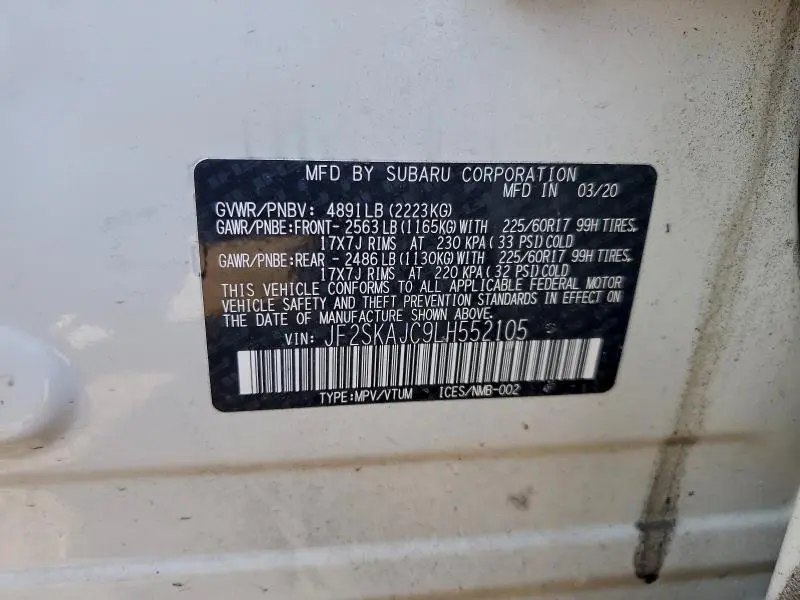 MFD BY SUBARU CORPORATION
MFD IN 03/20
GVWR/PNBV: 4891LB (2223KG)
GAWR/PNBE:FRONT- 2563LB (1165KG)WITH 225/60R17 99H TIRES,
17X7J RIMS AT 230 KPA (33 PSI)COLD
GAWR/PNBE:REAR - 2486LB (1130KG)WITH 225/60R17 99H TIRES,
17X7J RIMS AT 220 KPA (32 PSI)COLD
THIS VEHICLE CONFORMS TO ALL APPLICABLE FEDERAL MOTOR
VEHICLE SAFETY AND THEFT PREVENTION STANDARDS IN EFFECT ON
THE DATE OF MANUFACTURE SHOWN ABOVE.
VIN: JF2SKAJC9LH552105
TYPE:MPV/VTUM ICES/NMB-002